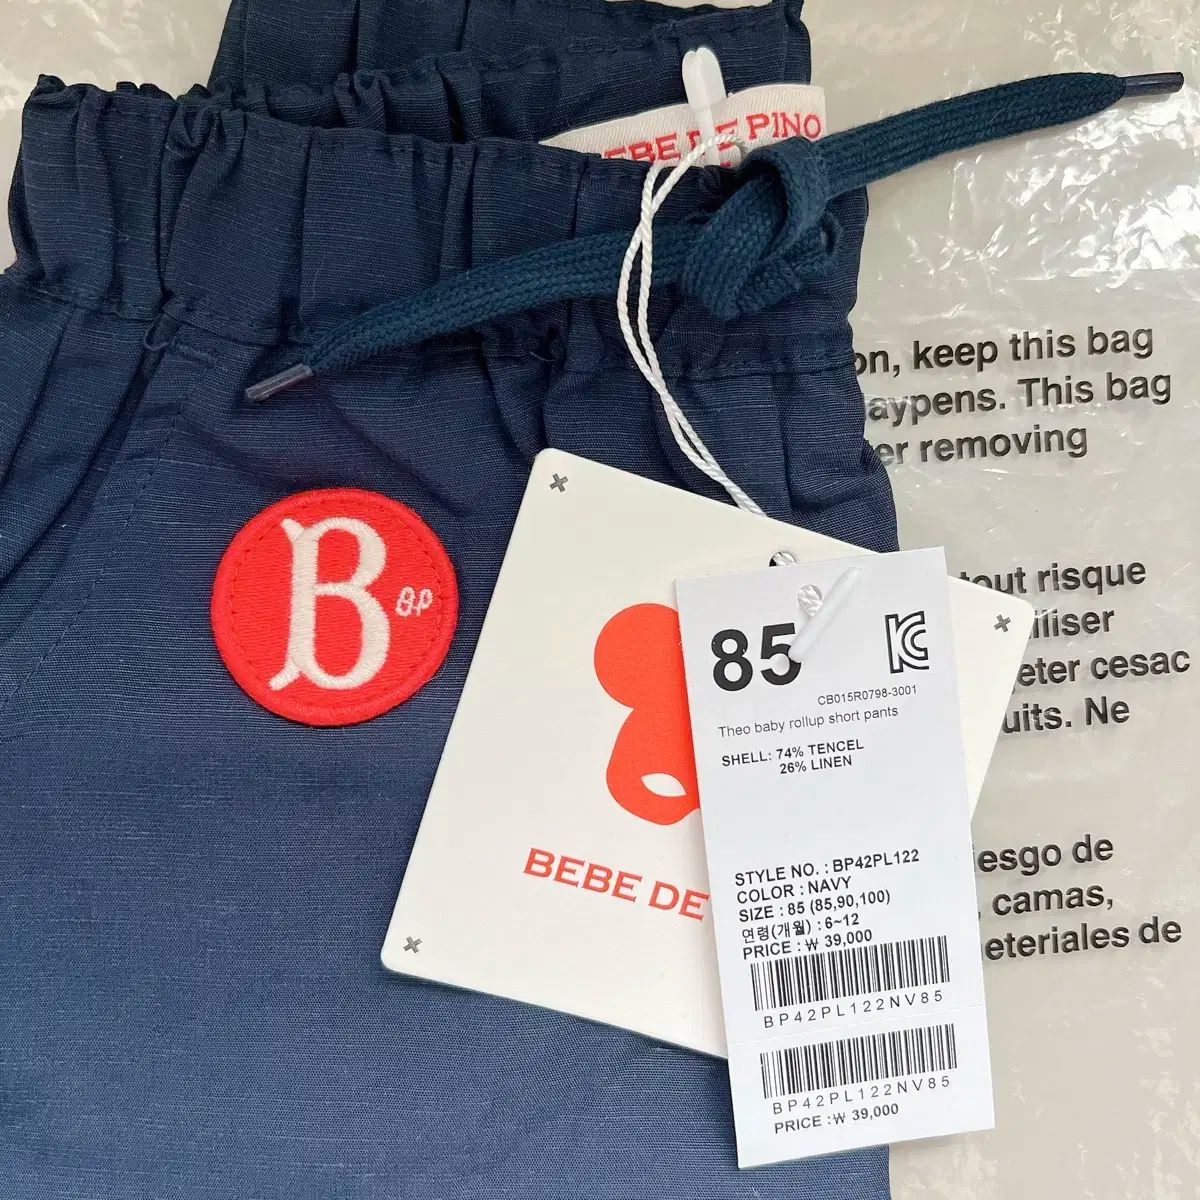 BEBE DE PINO
B
B.P
on, keep this bag
aypens. This bag
er removing
tout risque
iliser
eter cesac
uits. Ne
iesgo de
, camas,
meteriales de
BEBE DE
85
CB015R0798-3001
Theo baby rollup short pants
SHELL: 74% TENCEL
26% LINEN
STYLE NO. : BP42PL122
COLOR : NAVY
SIZE : 85 (85,90,100)
연령(개월) : 6~12
PRICE : ₩ 39,000
BP42PL122NV85
BP42PL122NV85
PRICE :₩ 39,000